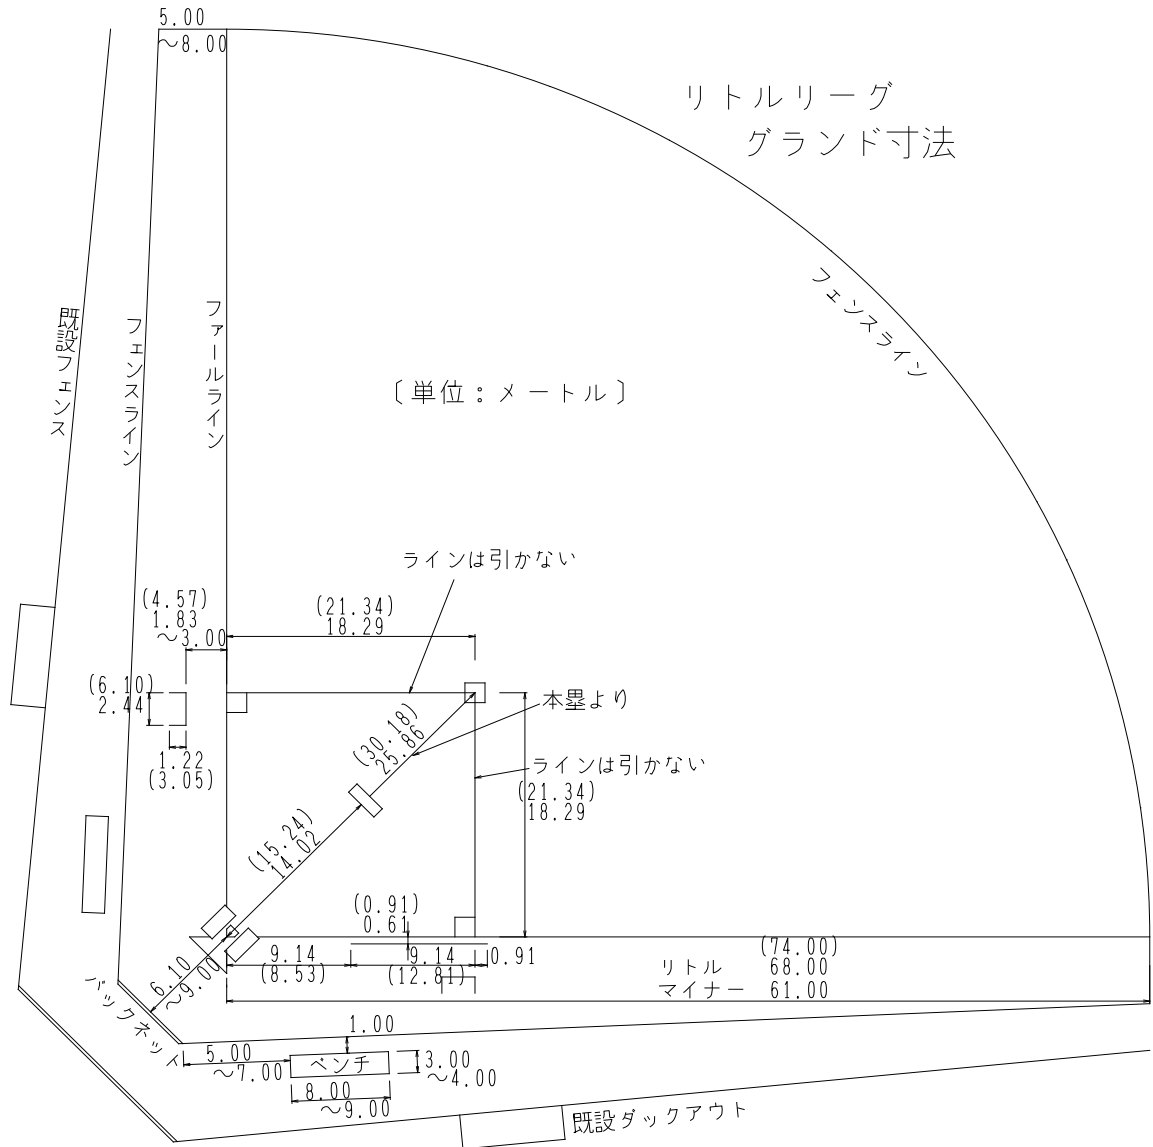 5.00
～8.00
リトルリーグ
グランド寸法
フェンスライン
既設フェンス
フェンスライン
ファールライン
〔単位：メートル〕
ラインは引かない
(4.57)
1.83
～3.00
(21.34)
18.29
(6.10)
2.44
本塁より
(30.18)
25.86
1.22
(3.05)
ラインは引かない
(21.34)
18.29
(15.24)
14.02
(0.91)
0.61
9.14
(8.53)
9.14
(12.81)
0.91
(74.00)
リトル 68.00
マイナー 61.00
6.10
～9.00
バックネット
1.00
5.00
～7.00
ベンチ
3.00
～4.00
8.00
～9.00
既設ダックアウト